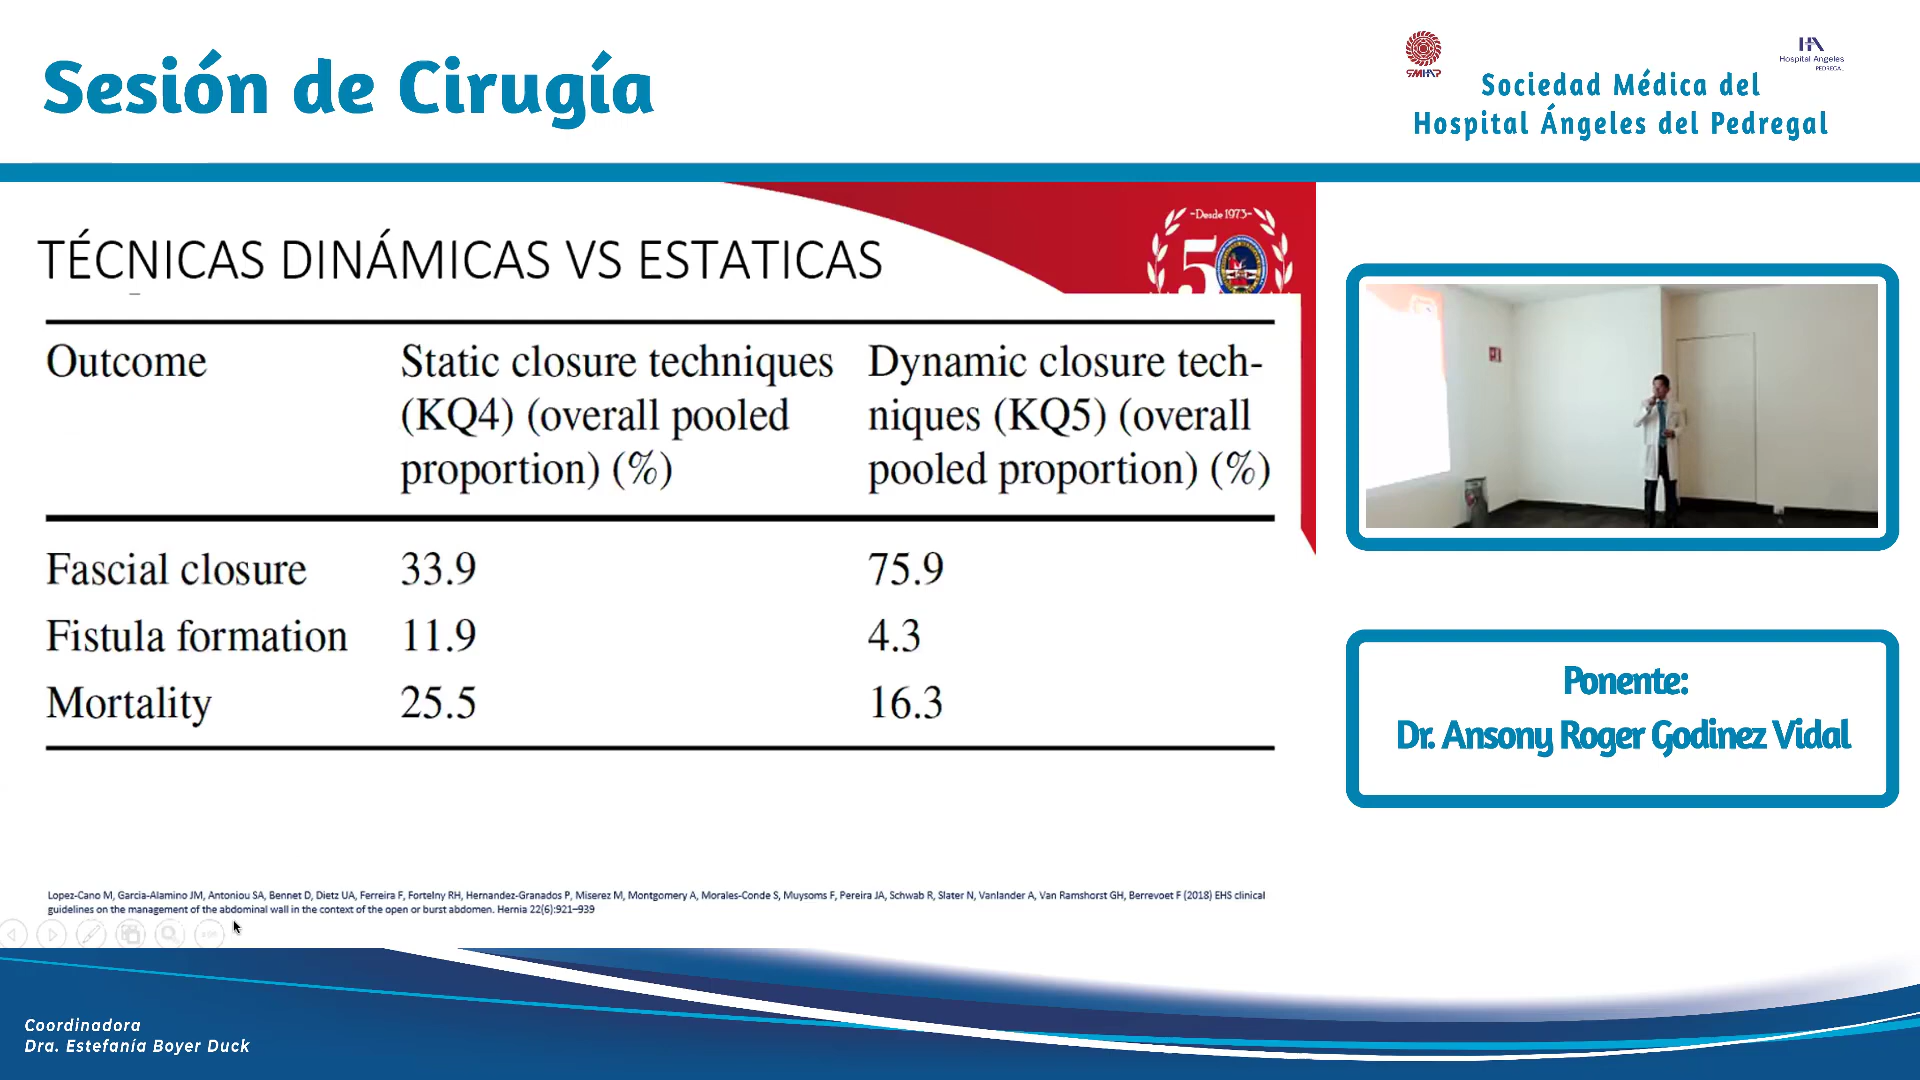 Sesión de Cirugía
SMHAP
Hospital Angeles
PEDREGAL
Sociedad Médica del
Hospital Ángeles del Pedregal
TÉCNICAS DINÁMICAS VS ESTATICAS
-Desde 1973-
50
Outcome
Static closure techniques
(KQ4) (overall pooled
proportion) (%)
Dynamic closure tech-
niques (KQ5) (overall
pooled proportion) (%)
Fascial closure 33.9 75.9
Fistula formation 11.9 4.3
Mortality 25.5 16.3
Ponente:
Dr. Ansony Roger Godinez Vidal
Lopez-Cano M, Garcia-Alamino JM, Antoniou SA, Bennet D, Dietz UA, Ferreira F, Fortelny RH, Hernandez-Granados P, Miserez M, Montgomery A, Morales-Conde S, Muysoms F, Pereira JA, Schwab R, Slater N, Vanlander A, Van Ramshorst GH, Berrevoet F (2018) EHS clinical
guidelines on the management of the abdominal wall in the context of the open or burst abdomen. Hernia 22(6):921–939
Coordinadora
Dra. Estefanía Boyer Duck